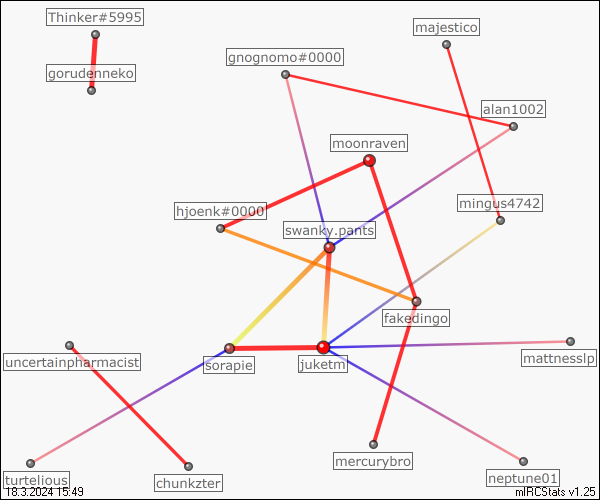 Thinker#5995
majestico
gnognomo#0000
gorudenneko
alan1002
moonraven
mingus4742
hjoenk#0000
swanky.pants
fakedingo
mattnesslp
uncertainpharmacist
sorapie
juketm
mercurybro
turtelious
chunkzter
neptune01
18.3.2024 15:49
mIRCStats v1.25